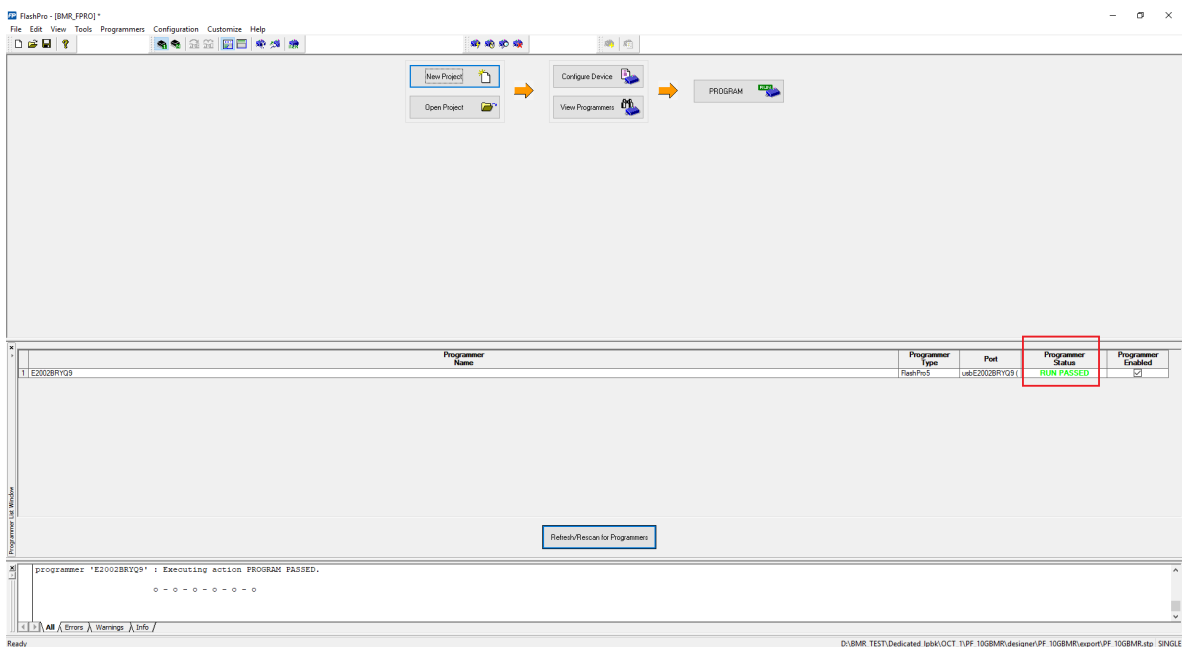 FlashPro - [BMR_FPRO] *
File Edit View Tools Programmers Configuration Customize Help
New Project
Configure Device
PROGRAM
Open Project
View Programmers
Programmer Name
Programmer Type
Port
Programmer Status
Programmer Enabled
1 E2002BRYQ9 FlashPro5 usbE2002BRYQ9 ( RUN PASSED
Programmer List Window
Refresh/Rescan for Programmers
programmer 'E2002BRYQ9' : Executing action PROGRAM PASSED.
o - o - o - o - o - o
All Errors Warnings Info
Ready D:\BMR_TEST\Dedicated_lpbk\OCT_1\PF_10GBMR\designer\PF_10GBMR\export\PF_10GBMR.stp SINGLE